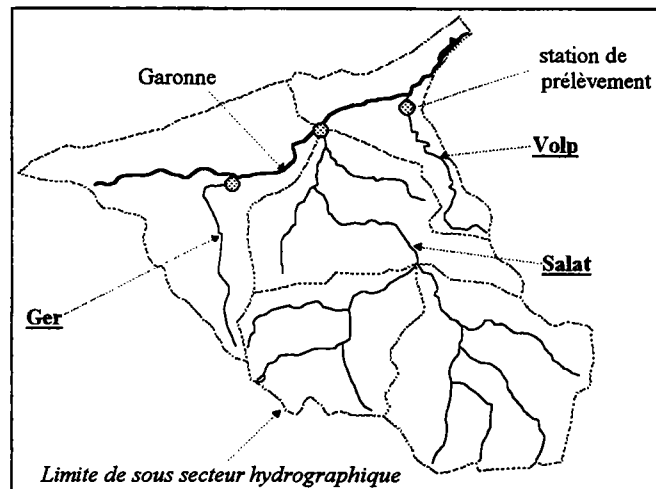 Garonne
station de
prélèvement
Volp
Salat
Ger
Limite de sous secteur hydrographique